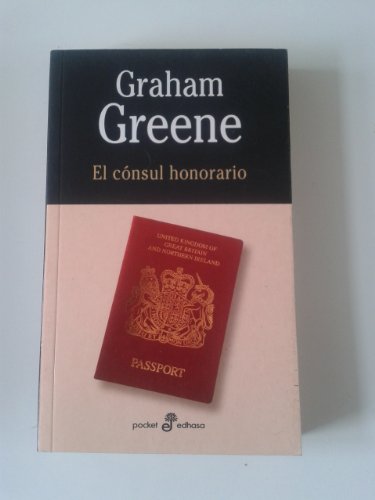 Graham
Greene
El cónsul honorario
UNITED KINGDOM OF
GREAT BRITAIN
AND NORTHERN IRELAND
PASSPORT
pocket edhasa